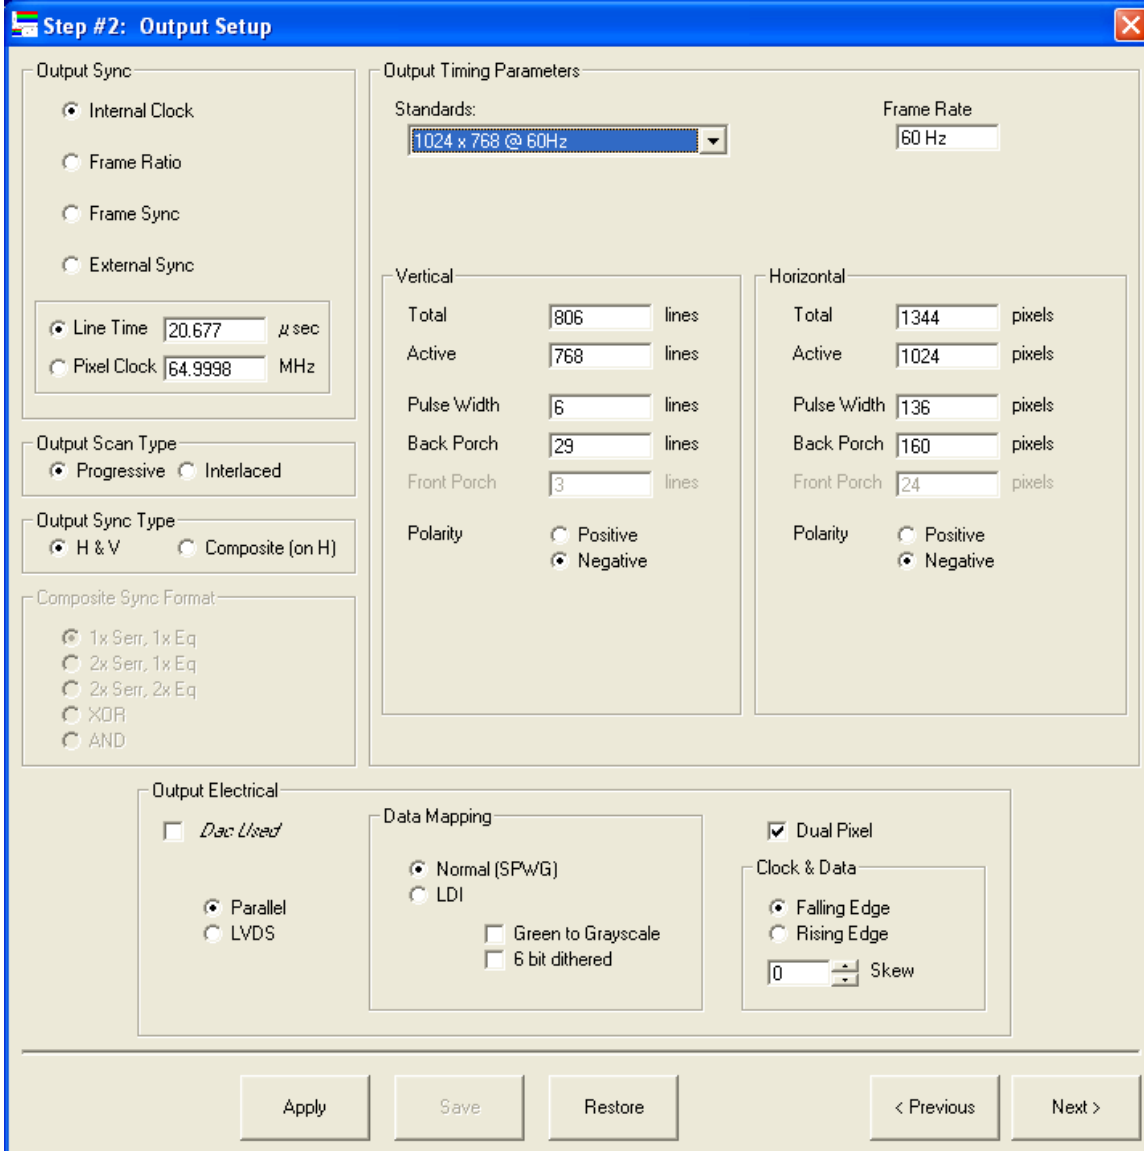 Step #2: Output Setup
Output Sync
Internal Clock
Frame Ratio
Frame Sync
External Sync
Line Time 20.677 µsec
Pixel Clock 64.9998 MHz
Output Scan Type
Progressive Interlaced
Output Sync Type
H & V Composite (on H)
Composite Sync Format
1x Serr, 1x Eq
2x Serr, 1x Eq
2x Serr, 2x Eq
XOR
AND
Output Timing Parameters
Standards:
1024 x 768 @ 60Hz
Frame Rate
60 Hz
Vertical
Total 806 lines
Active 768 lines
Pulse Width 6 lines
Back Porch 29 lines
Front Porch 3 lines
Polarity Positive
Negative
Horizontal
Total 1344 pixels
Active 1024 pixels
Pulse Width 136 pixels
Back Porch 160 pixels
Front Porch 24 pixels
Polarity Positive
Negative
Output Electrical
Dac Used
Parallel
LVDS
Data Mapping
Normal (SPWG)
LDI
Green to Grayscale
6 bit dithered
Dual Pixel
Clock & Data
Falling Edge
Rising Edge
0 Skew
Apply Save Restore < Previous Next >